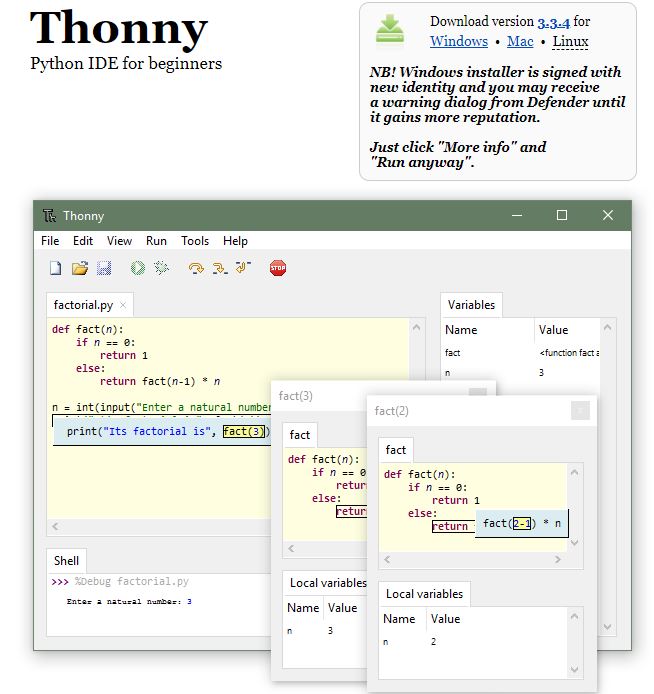 Thonny
Python IDE for beginners
Download version 3.3.4 for
Windows • Mac • Linux
NB! Windows installer is signed with
new identity and you may receive
a warning dialog from Defender until
it gains more reputation.
Just click "More info" and
"Run anyway".
Thonny
File Edit View Run Tools Help
STOP
factorial.py
def fact(n):
    if n == 0:
        return 1
    else:
        return fact(n-1) * n
n = int(input("Enter a natural number
print("Its factorial is", fact(3))
Shell
>>> %Debug factorial.py
Enter a natural number: 3
Variables
Name Value
fact <function fact a
n 3
fact(3)
fact
def fact(n):
    if n == 0
        retur
    else:
        retur
Local variables
Name Value
n 3
fact(2)
fact
def fact(n):
    if n == 0:
        return 1
    else:
        return
fact(2-1) * n
Local variables
Name Value
n 2